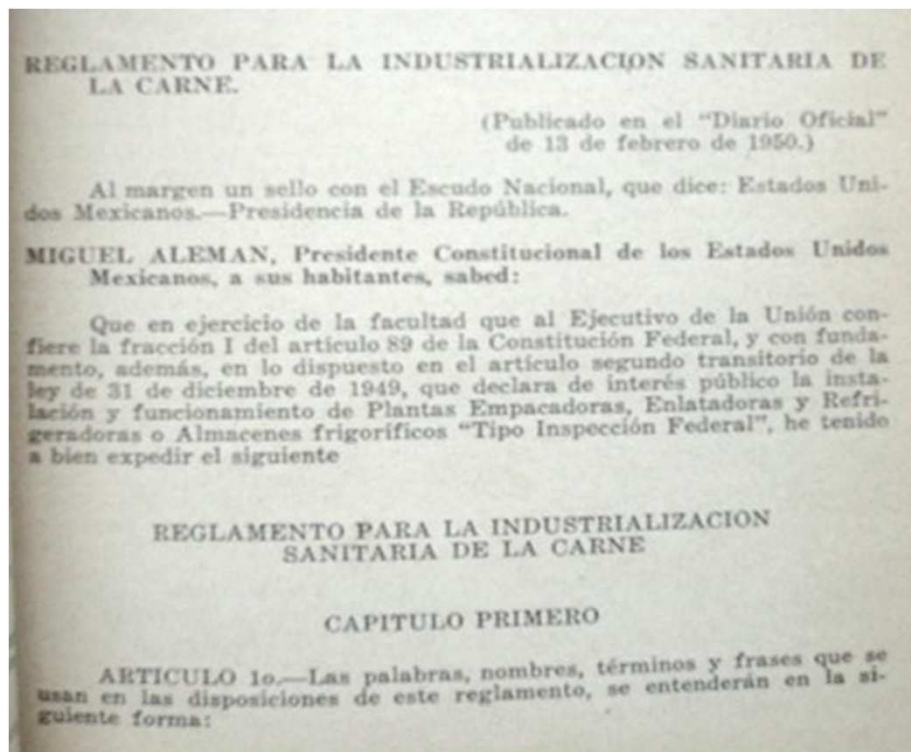 REGLAMENTO PARA LA INDUSTRIALIZACION SANITARIA DE
LA CARNE.
(Publicado en el "Diario Oficial"
de 13 de febrero de 1950.)
Al margen un sello con el Escudo Nacional, que dice: Estados Uni-
dos Mexicanos.—Presidencia de la República.
MIGUEL ALEMAN, Presidente Constitucional de los Estados Unidos
Mexicanos, a sus habitantes, sabed:
Que en ejercicio de la facultad que al Ejecutivo de la Unión con-
fiere la fracción I del artículo 89 de la Constitución Federal, y con funda-
mento, además, en lo dispuesto en el artículo segundo transitorio de la
ley de 31 de diciembre de 1949, que declara de interés público la insta-
lación y funcionamiento de Plantas Empacadoras, Enlatadoras y Refri-
geradoras o Almacenes frigoríficos "Tipo Inspección Federal", he tenido
a bien expedir el siguiente
REGLAMENTO PARA LA INDUSTRIALIZACION
SANITARIA DE LA CARNE
CAPITULO PRIMERO
ARTICULO 1o.—Las palabras, nombres, términos y frases que se
usan en las disposiciones de este reglamento, se entenderán en la si-
guiente forma: